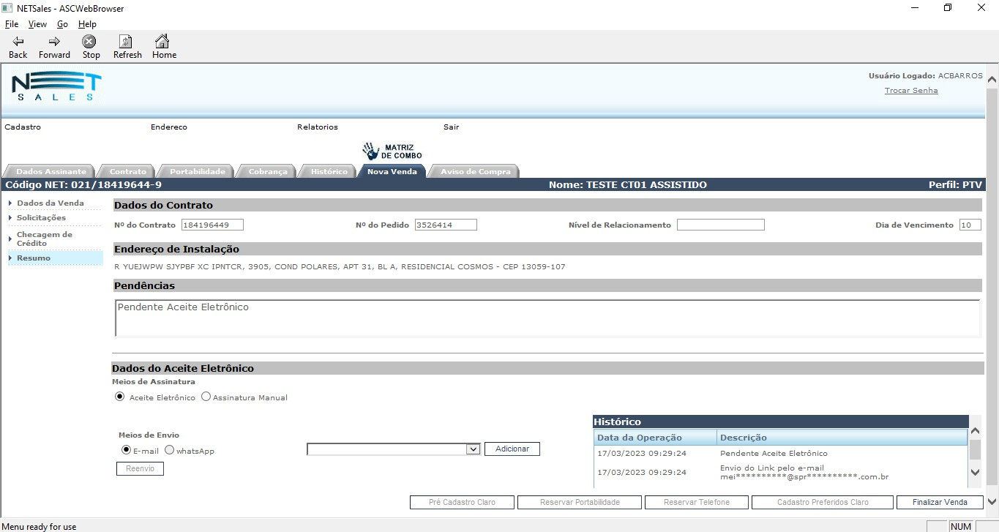 NETSales - ASCWebBrowser
File View Go Help
Back Forward Stop Refresh Home
NET
SALES
Usuário Logado: ACBARROS
Trocar Senha
Cadastro Endereco Relatorios Sair
MATRIZ
DE COMBO
Dados Assinante Contrato Portabilidade Cobrança Histórico Nova Venda Aviso de Compra
Código NET: 021/18419644-9 Nome: TESTE CT01 ASSISTIDO Perfil: PTV
Dados da Venda
Solicitações
Checagem de
Crédito
Resumo
Dados do Contrato
Nº do Contrato 184196449 Nº do Pedido 3526414 Nível de Relacionamento Dia de Vencimento 10
Endereço de Instalação
R YUEJWPW SJYPBF XC IPNTCR, 3905, COND POLARES, APT 31, BL A, RESIDENCIAL COSMOS - CEP 13059-107
Pendências
Pendente Aceite Eletrônico
Dados do Aceite Eletrônico
Meios de Assinatura
Aceite Eletrônico Assinatura Manual
Meios de Envio
E-mail whatsApp Adicionar
Reenvio
Histórico
Data da Operação Descrição
17/03/2023 09:29:24 Pendente Aceite Eletrônico
17/03/2023 09:29:24 Envio do Link pelo e-mail
mei**********@spr**********.com.br
Pré Cadastro Claro Reservar Portabilidade Reservar Telefone Cadastro Preferidos Claro Finalizar Venda
Menu ready for use NUM